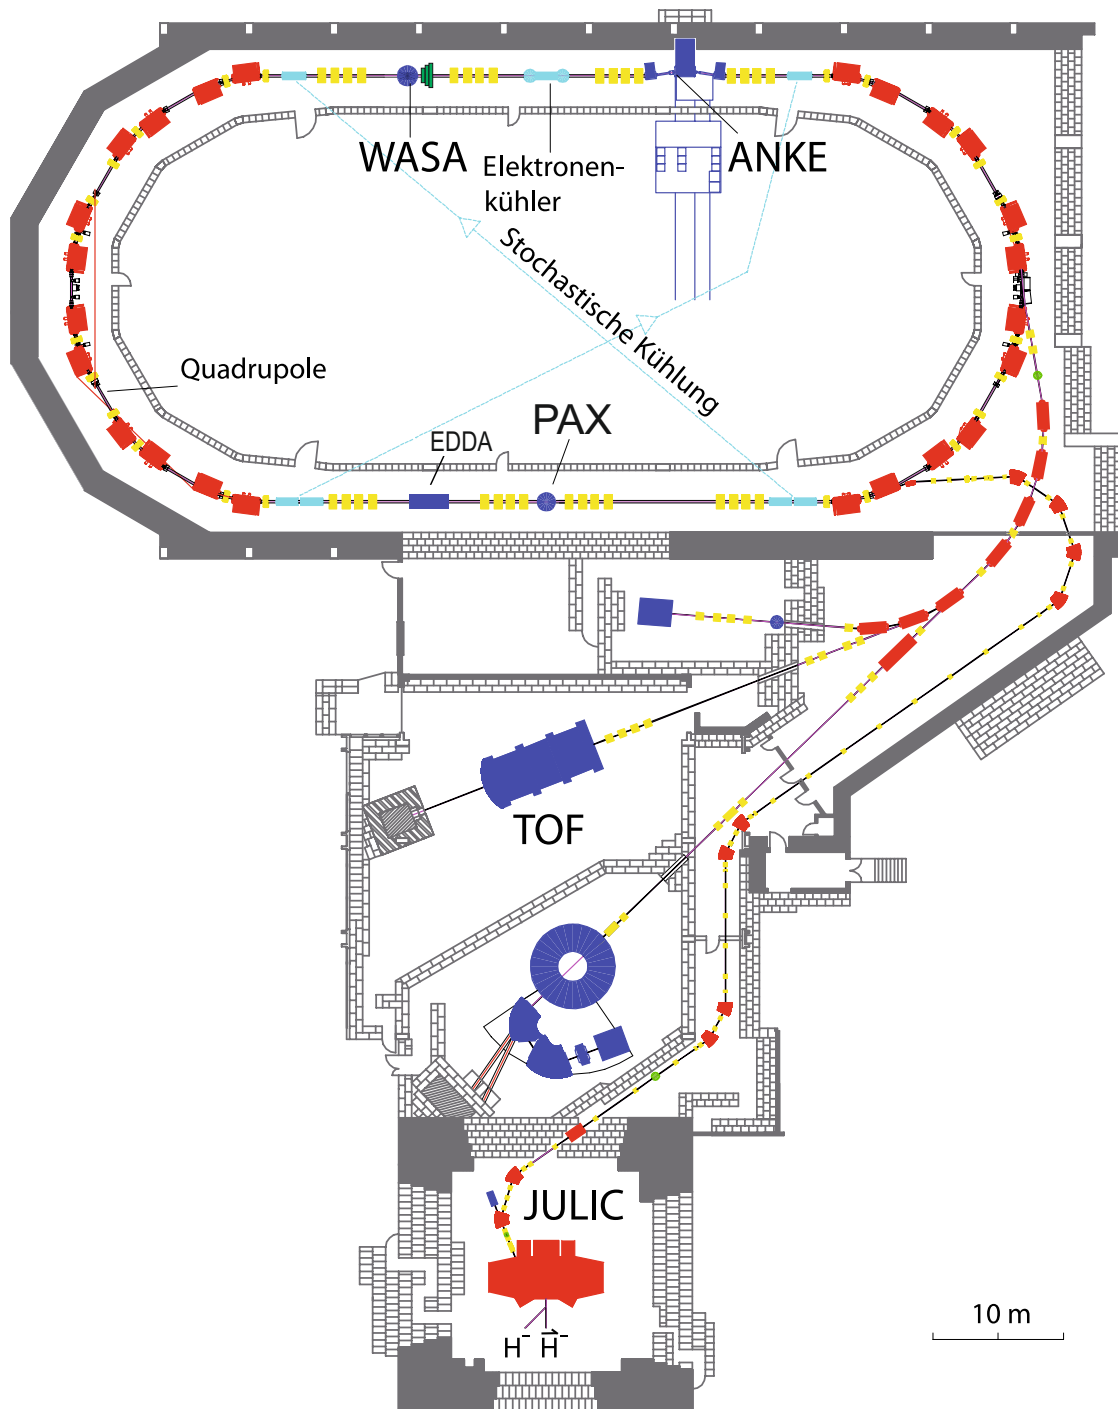 WASA
Elektronen-
kühler
ANKE
Stochastische Kühlung
Quadrupole
EDDA
PAX
TOF
JULIC
H⁻ H⃗⁻
10 m